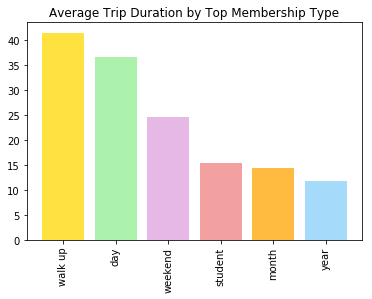 Average Trip Duration by Top Membership Type
40
35
30
25
20
15
10
5
0
walk up
day
weekend
student
month
year